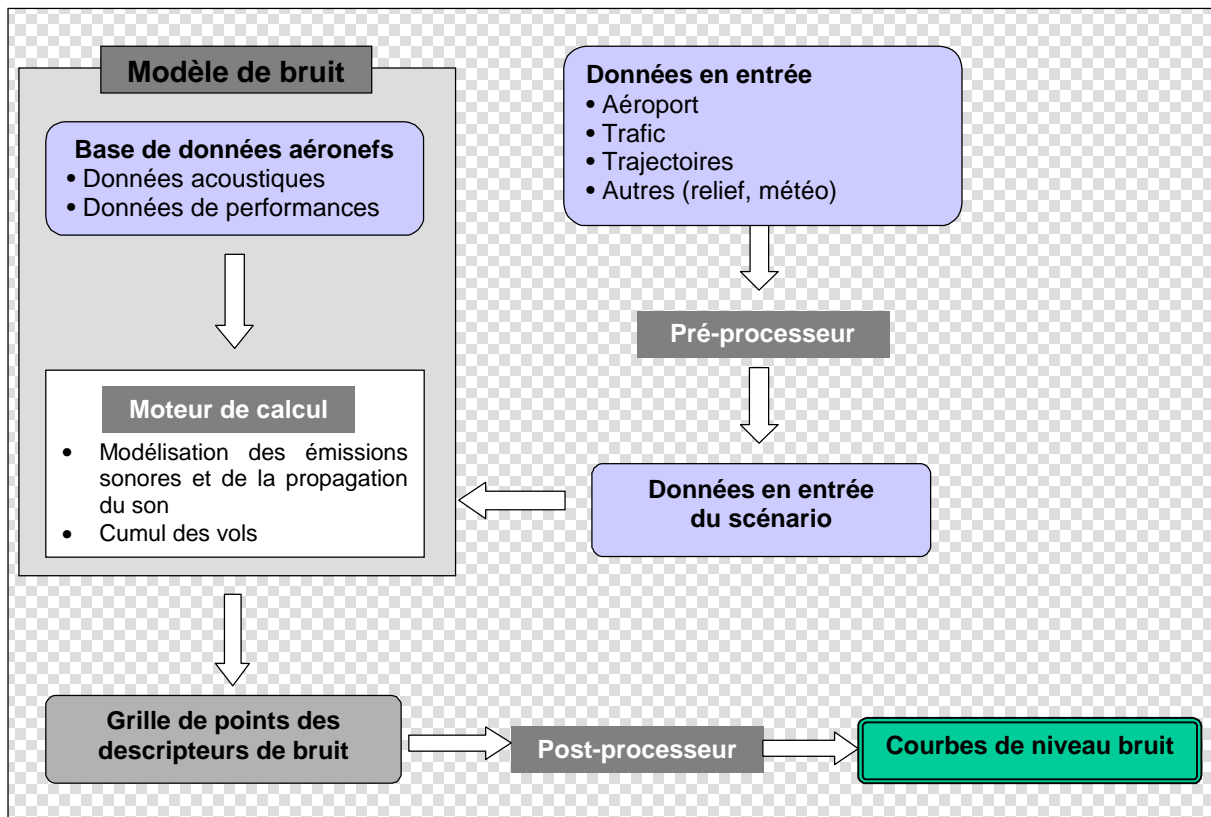 Modèle de bruit
Base de données aéronefs
• Données acoustiques
• Données de performances
Moteur de calcul
• Modélisation des émissions
sonores et de la propagation
du son
• Cumul des vols
Données en entrée
• Aéroport
• Trafic
• Trajectoires
• Autres (relief, météo)
Pré-processeur
Données en entrée
du scénario
Grille de points des
descripteurs de bruit
Post-processeur
Courbes de niveau bruit